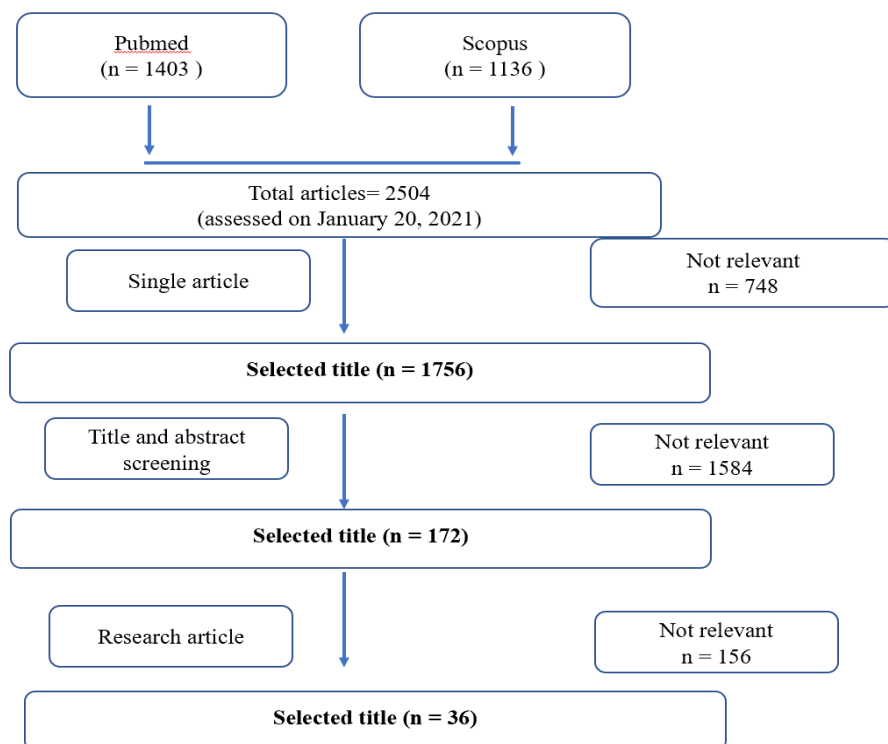 Pubmed
(n = 1403 )
Scopus
(n = 1136 )
Total articles= 2504
(assessed on January 20, 2021)
Single article
Not relevant
n = 748
Selected title (n = 1756)
Title and abstract
screening
Not relevant
n = 1584
Selected title (n = 172)
Research article
Not relevant
n = 156
Selected title (n = 36)